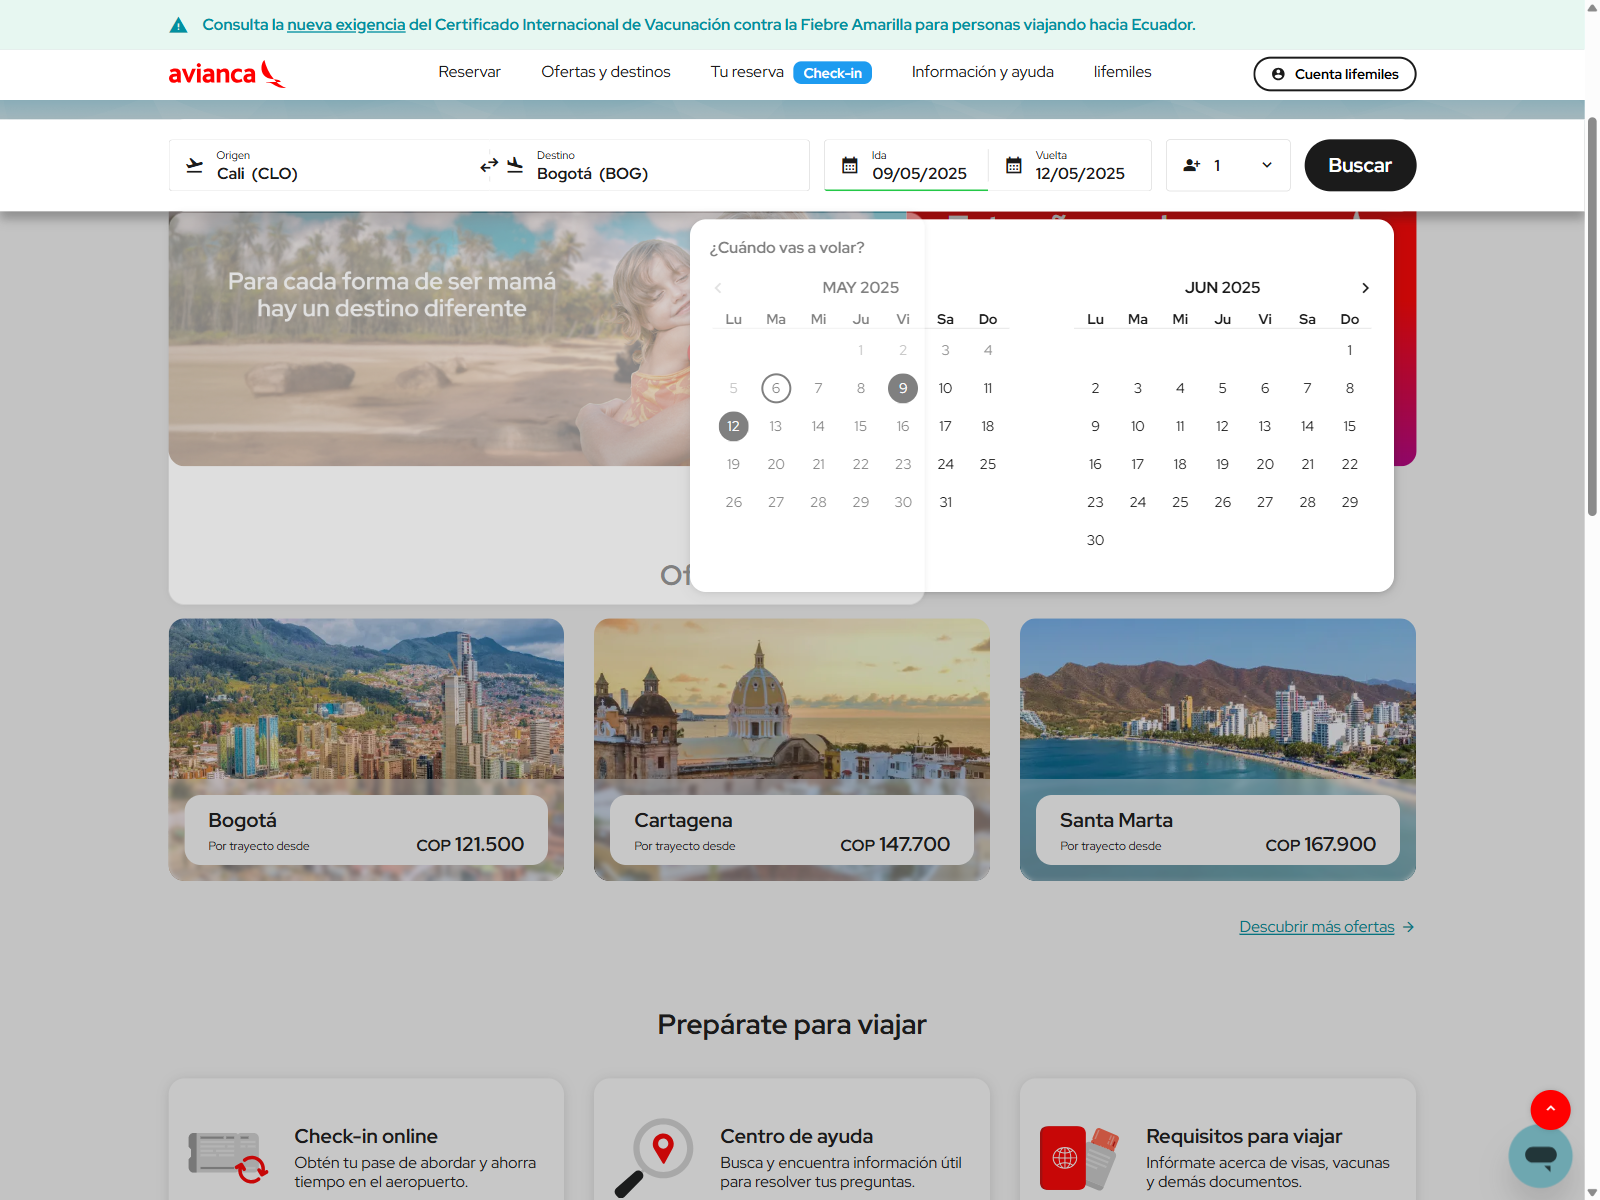 Consulta la nueva exigencia del Certificado Internacional de Vacunación contra la Fiebre Amarilla para personas viajando hacia Ecuador.
avianca
Reservar
Ofertas y destinos
Tu reserva
Check-in
Información y ayuda
lifemiles
Cuenta lifemiles
Origen
Cali (CLO)
Destino
Bogotá (BOG)
Ida
09/05/2025
Vuelta
12/05/2025
1
Buscar
Para cada forma de ser mamá
hay un destino diferente
¿Cuándo vas a volar?
MAY 2025
Lu Ma Mi Ju Vi Sa Do
1 2 3 4
5 6 7 8 9 10 11
12 13 14 15 16 17 18
19 20 21 22 23 24 25
26 27 28 29 30 31
JUN 2025
Lu Ma Mi Ju Vi Sa Do
1
2 3 4 5 6 7 8
9 10 11 12 13 14 15
16 17 18 19 20 21 22
23 24 25 26 27 28 29
30
Bogotá
Por trayecto desde
COP 121.500
Cartagena
Por trayecto desde
COP 147.700
Santa Marta
Por trayecto desde
COP 167.900
Descubrir más ofertas
Prepárate para viajar
Check-in online
Obtén tu pase de abordar y ahorra
tiempo en el aeropuerto.
Centro de ayuda
Busca y encuentra información útil
para resolver tus preguntas.
Requisitos para viajar
Infórmate acerca de visas, vacunas
y demás documentos.